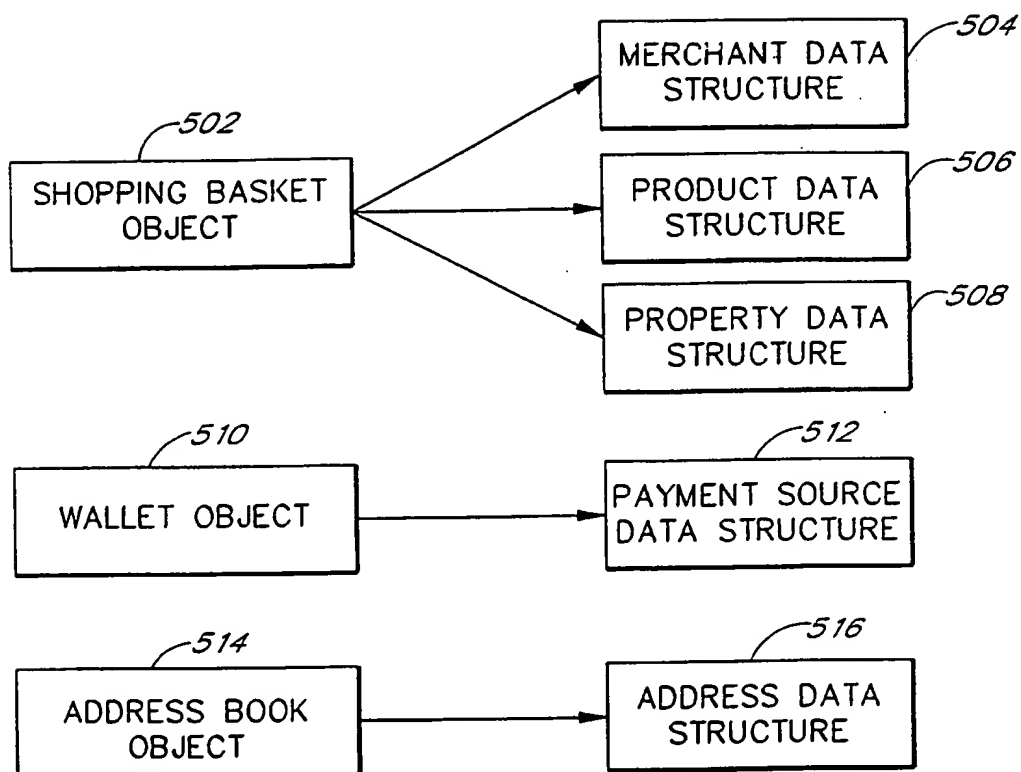 504
MERCHANT DATA
STRUCTURE
502
SHOPPING BASKET
OBJECT
506
PRODUCT DATA
STRUCTURE
508
PROPERTY DATA
STRUCTURE
510
WALLET OBJECT
512
PAYMENT SOURCE
DATA STRUCTURE
514
ADDRESS BOOK
OBJECT
516
ADDRESS DATA
STRUCTURE